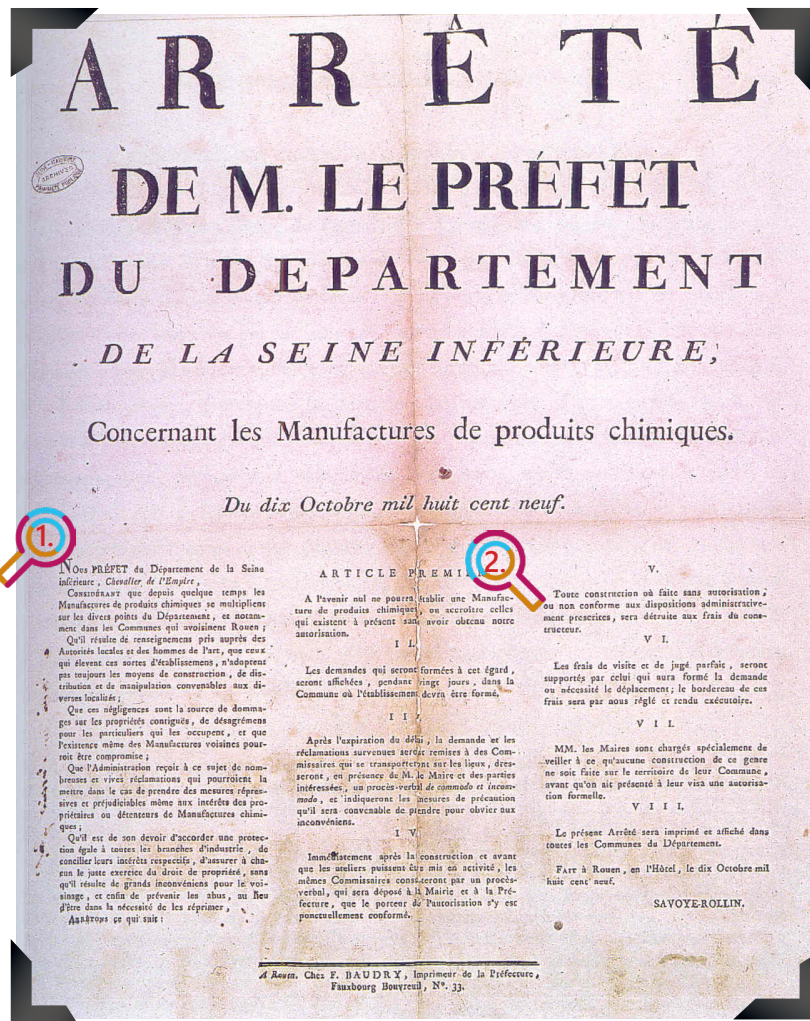 ARRÊTÉ
DE M. LE PRÉFET
DU DEPARTEMENT
DE LA SEINE INFÉRIEURE,
Concernant les Manufactures de produits chimiques.
Du dix Octobre mil huit cent neuf.
1.
NOUS PRÉFET du Département de la Seine
inférieure, Chevalier de l'Empire,
CONSIDÉRANT que depuis quelque temps les
Manufactures de produits chimiques se multiplient
sur les divers points du Département, et notam-
ment dans les Communes qui avoisinent Rouen;
Qu'il résulte de renseignemens pris auprès des
Autorités locales et des hommes de l'art, que ceux
qui élevent ces sortes d'établissemens, n'adoptent
pas toujours les moyens de construction, de dis-
tribution et de manipulation convenables aux di-
verses localités;
Que ces négligences sont la source de domma-
ges sur les propriétés contiguës, de désagrémens
pour les particuliers qui les occupent, et que
l'existence même des Manufactures voisines pour-
roit être compromise;
Que l'Administration reçoit à ce sujet de nom-
breuses et vives réclamations qui pourroient la
mettre dans le cas de prendre des mesures répres-
sives et préjudiciables même aux intérêts des pro-
priétaires ou détenteurs de Manufactures chimi-
ques;
Qu'il est de son devoir d'accorder une protec-
tion égale à toutes les branches d'industrie, de
concilier leurs intérêts respectifs, d'assurer à cha-
cun le juste exercice du droit de propriété, sans
qu'il résulte de grands inconvéniens pour le voi-
sinage, et enfin de prévenir les abus, au lieu
d'être dans la nécessité de les réprimer,
ARRÊTONS ce qui suit:
ARTICLE PREMIER
2.
A l'avenir nul ne pourra établir une Manufac-
ture de produits chimiques, ou accroître celles
qui existent à présent sans avoir obtenu notre
autorisation.
II.
Les demandes qui seront formées à cet égard,
seront affichées, pendant vingt jours, dans la
Commune où l'établissement devra être formé.
III.
Après l'expiration du délai, la demande et les
réclamations survenues seront remises à des Com-
missaires qui se transporteront sur les lieux, dres-
seront, en présence de M. le Maire et des parties
intéressées, un procès-verbal de commodo et incom-
modo, et indiqueront les mesures de précaution
qu'il sera convenable de prendre pour obvier aux
inconvéniens.
IV.
Immédiatement après la construction et avant
que les ateliers puissent être mis en activité, les
mêmes Commissaires constateront par un procès-
verbal, qui sera déposé à la Mairie et à la Pré-
fecture, que le porteur de l'autorisation s'y est
ponctuellement conformé.
V.
Toute construction où faite sans autorisation,
ou non conforme aux dispositions administrative-
ment prescrites, sera détruite aux frais du cons-
tructeur.
VI.
Les frais de visite et de jugé parfait, seront
supportés par celui qui aura formé la demande
ou nécessité le déplacement; le bordereau de ces
frais sera par nous réglé et rendu exécutoire.
VII.
MM. les Maires sont chargés spécialement de
veiller à ce qu'aucune construction de ce genre
ne soit faite sur le territoire de leur Commune,
avant qu'on ait présenté à leur visa une autorisa-
tion formelle.
VIII.
Le présent Arrêté sera imprimé et affiché dans
toutes les Communes du Département.
FAIT à Rouen, en l'Hôtel, le dix Octobre mil
huit cent neuf.
SAVOYE-ROLLIN.
A Rouen. Chez F. BAUDRY, Imprimeur de la Préfecture,
Fauxbourg Bouvreuil, N°. 33.